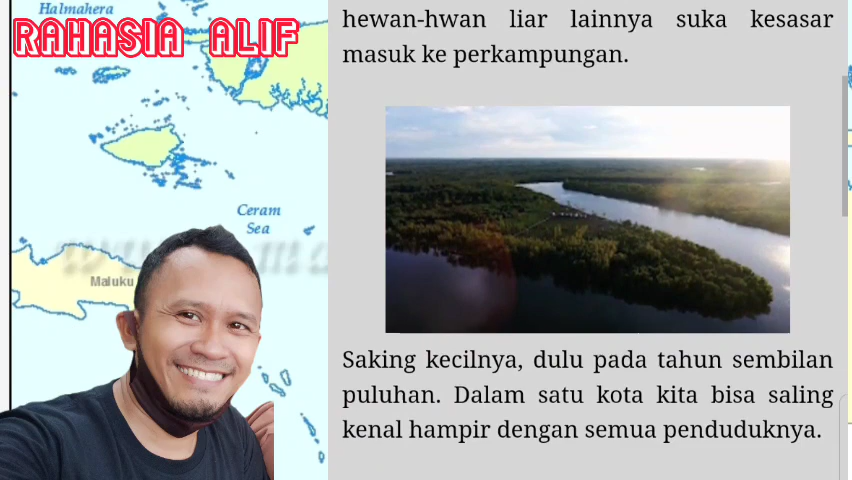 Halmahera
RAHASIA ALIF
Ceram
Sea
Maluku
hewan-hwan liar lainnya suka kesasar
masuk ke perkampungan.
Saking kecilnya, dulu pada tahun sembilan
puluhan. Dalam satu kota kita bisa saling
kenal hampir dengan semua penduduknya.